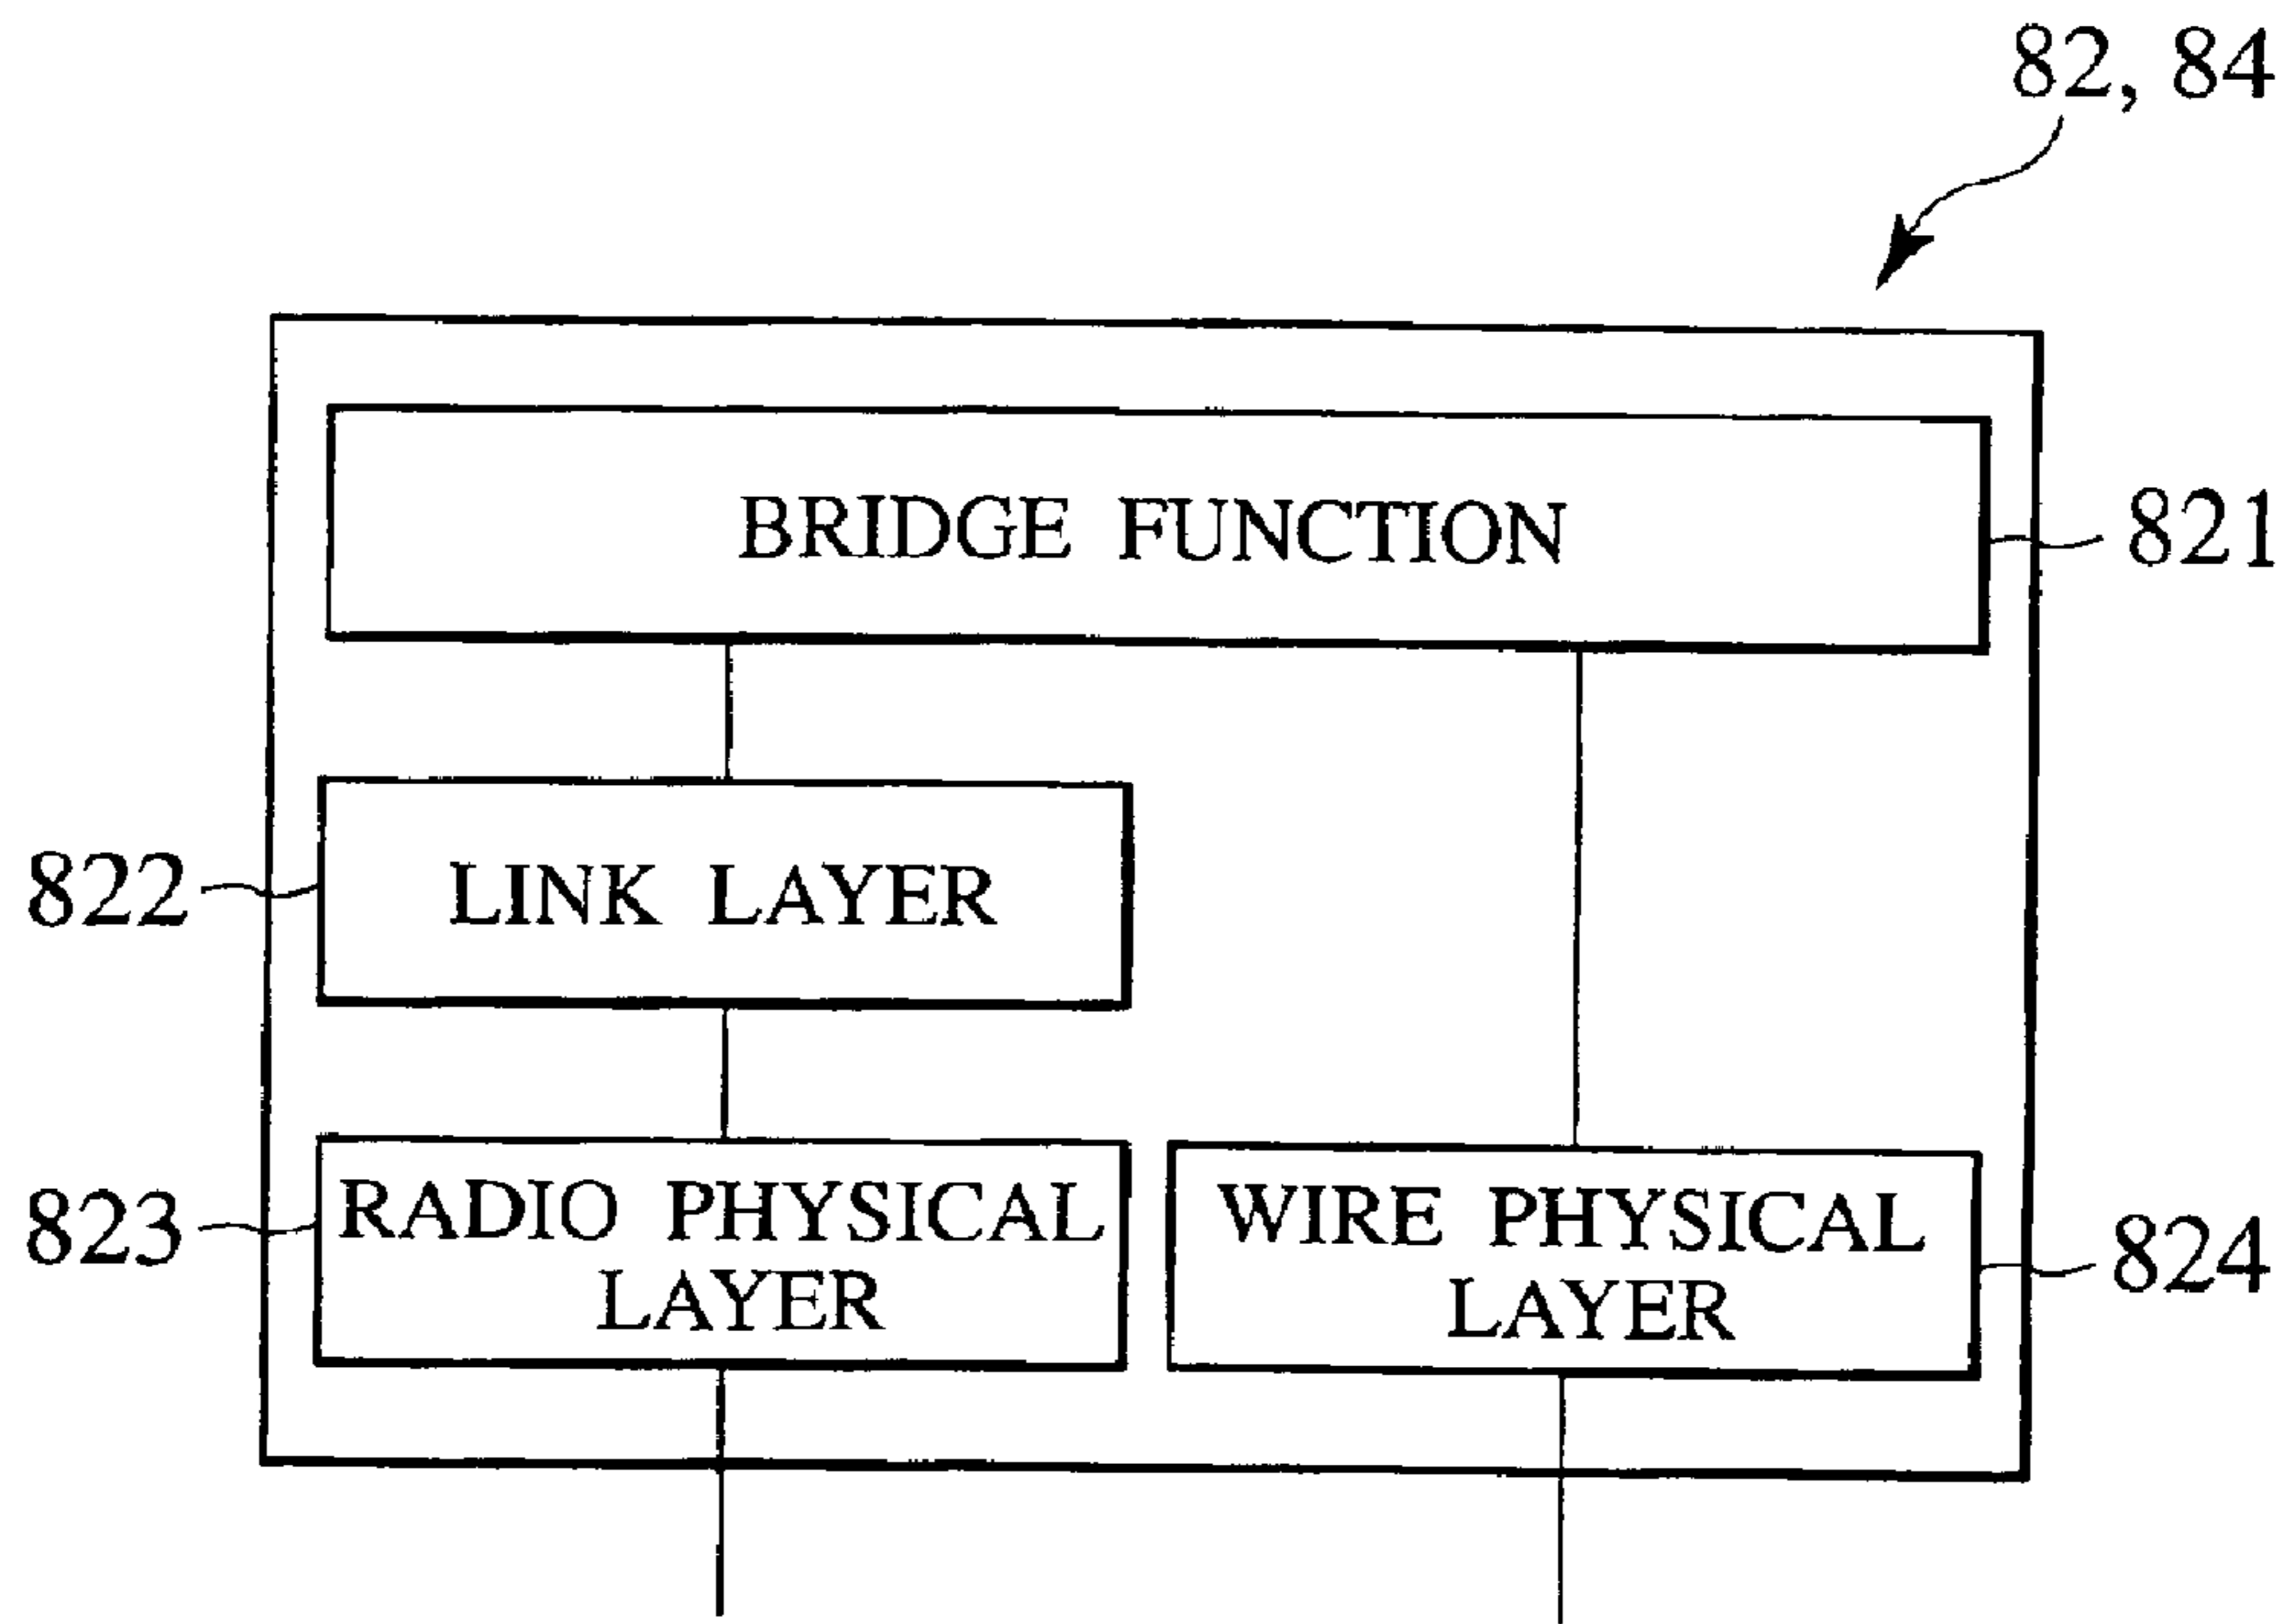 82, 84
BRIDGE FUNCTION
821
822
LINK LAYER
823
RADIO PHYSICAL
LAYER
WIRE PHYSICAL
LAYER
824